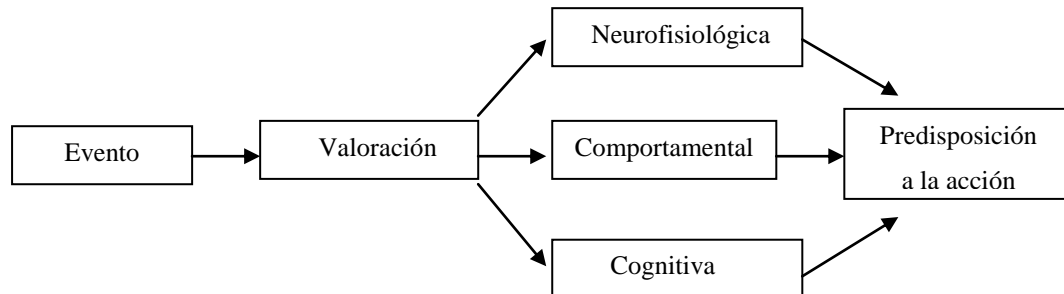 Evento
Valoración
Neurofisiológica
Comportamental
Cognitiva
Predisposición
a la acción